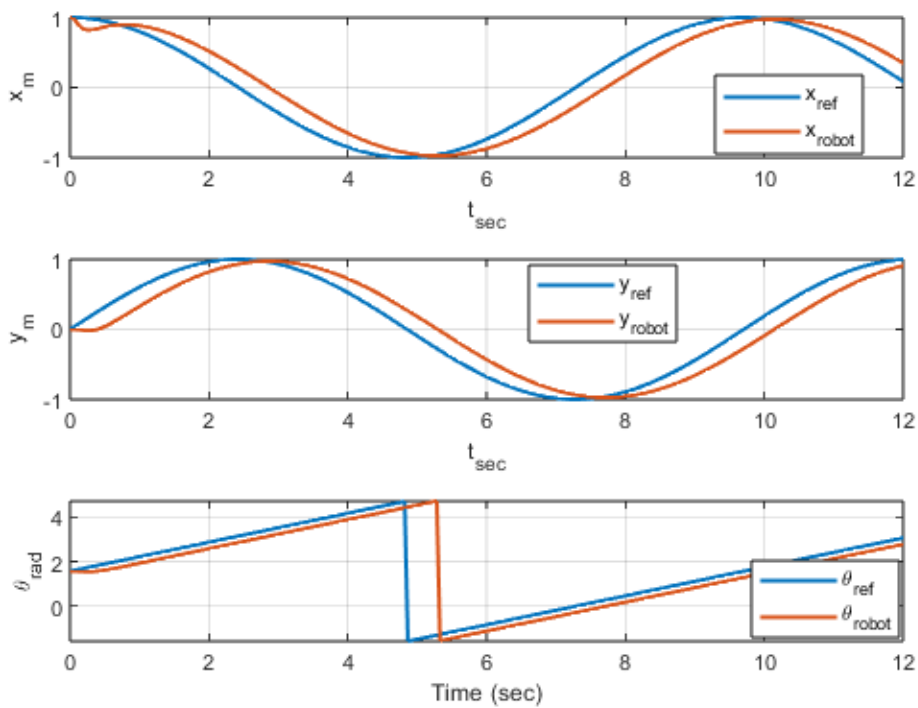 1
0
-1
x_m
0 2 4 6 8 10 12
t_sec
x_ref
x_robot
1
0
-1
y_m
0 2 4 6 8 10 12
t_sec
y_ref
y_robot
4
2
0
θ_rad
0 2 4 6 8 10 12
Time (sec)
θ_ref
θ_robot